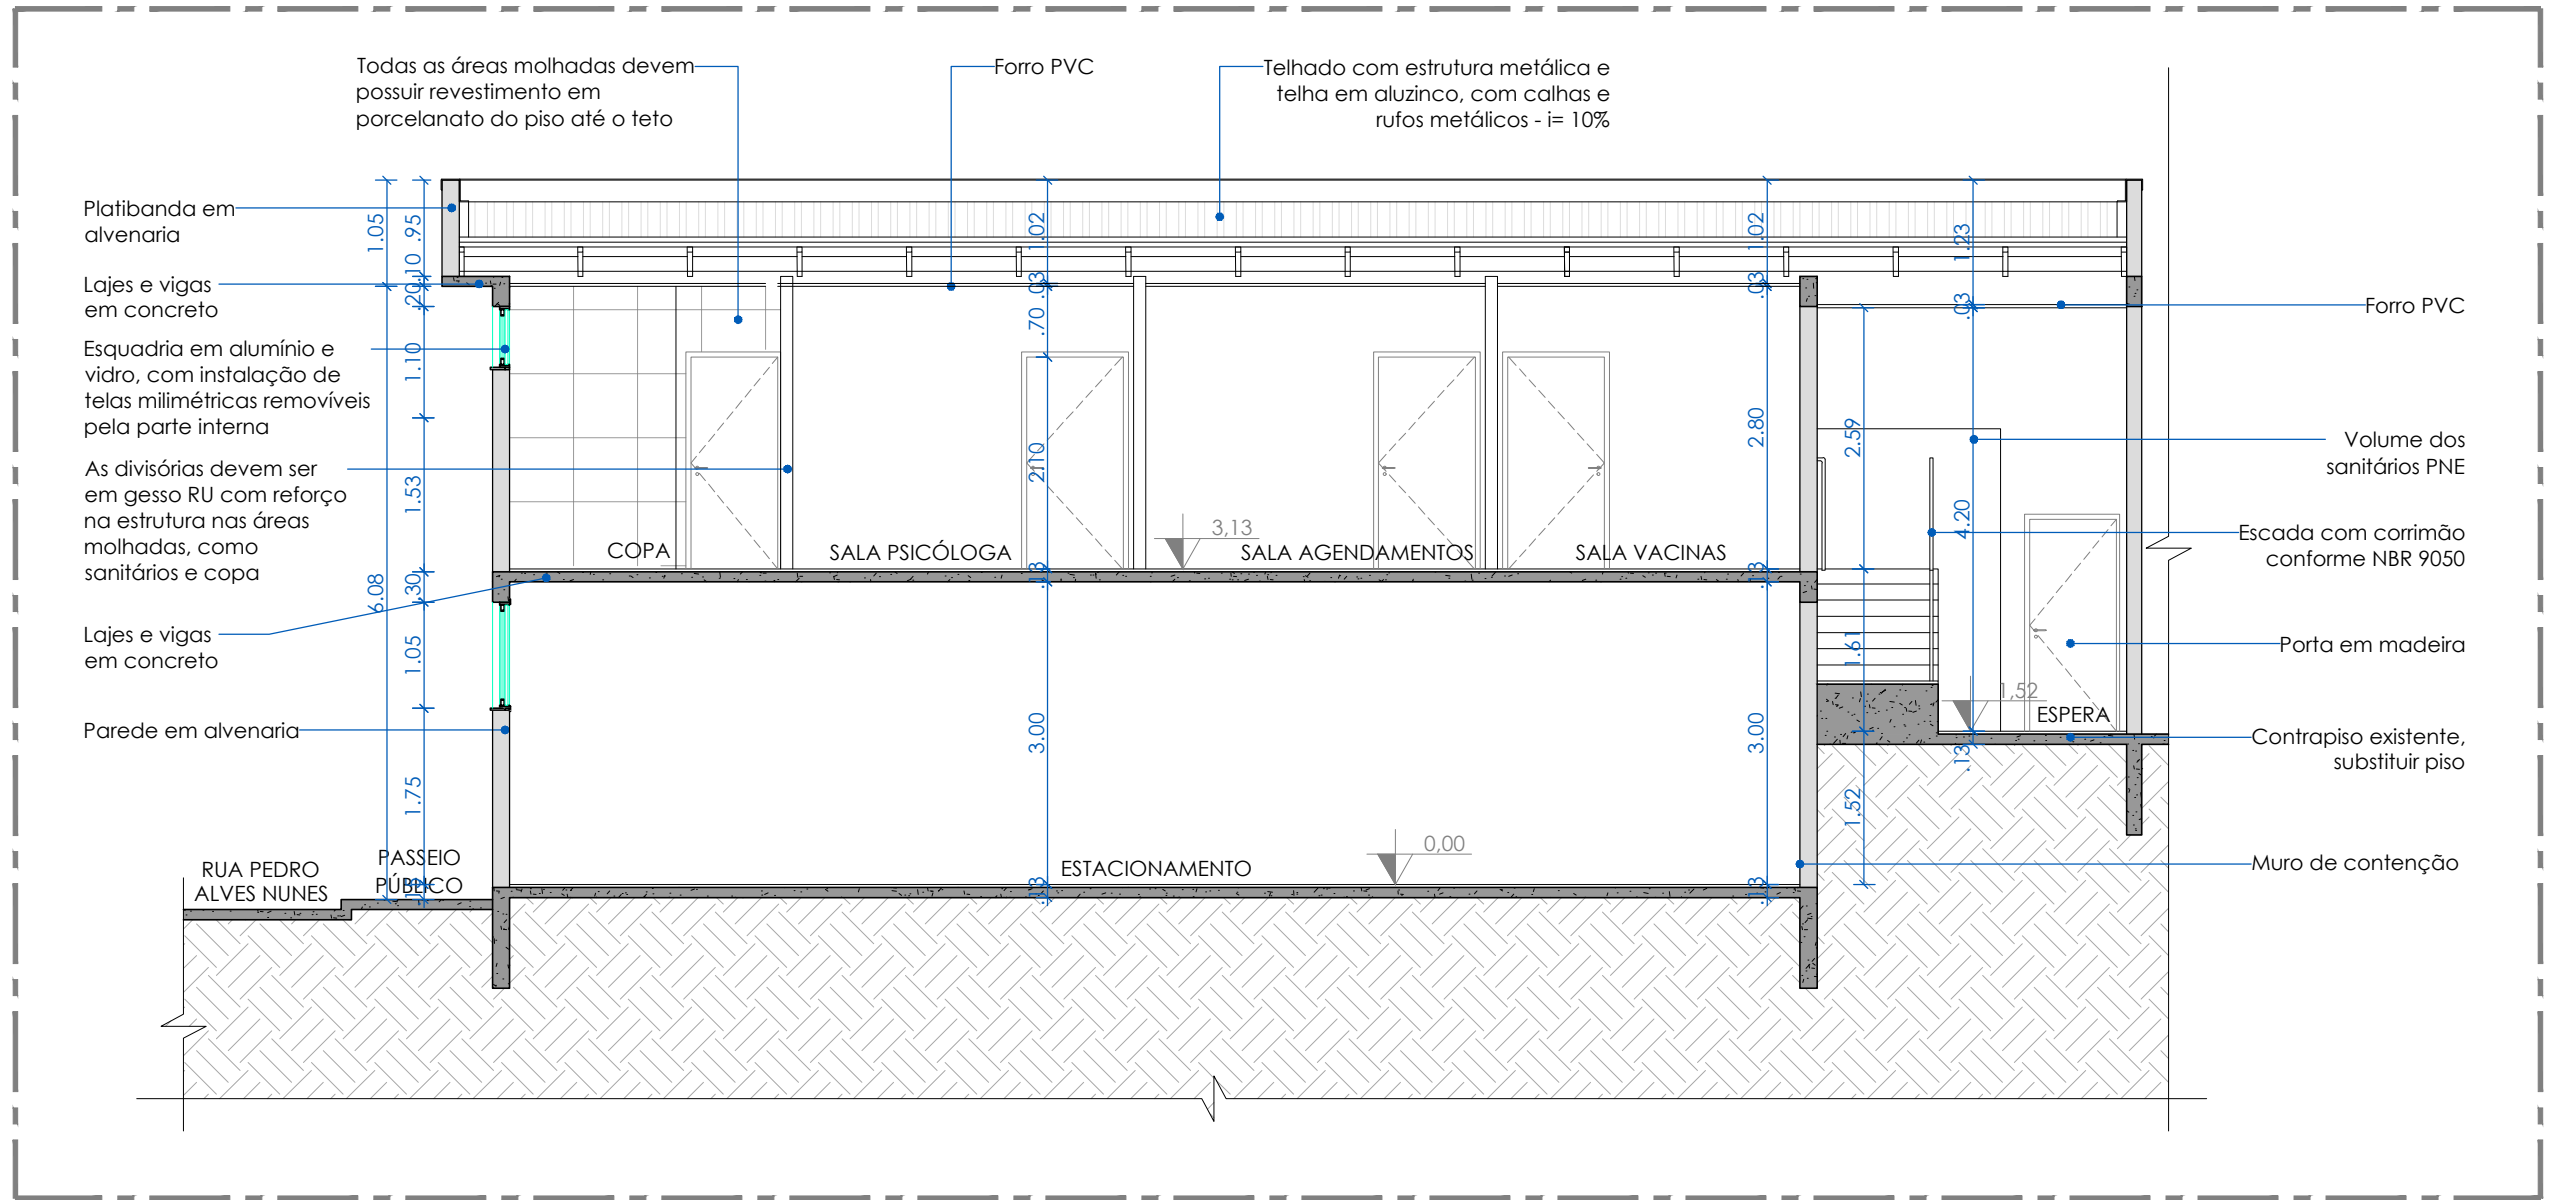 Todas as áreas molhadas devem
possuir revestimento em
porcelanato do piso até o teto
Forro PVC
Telhado com estrutura metálica e
telha em aluzinco, com calhas e
rufos metálicos - i= 10%
Platibanda em
alvenaria
Lajes e vigas
em concreto
Esquadria em alumínio e
vidro, com instalação de
telas milimétricas removíveis
pela parte interna
As divisórias devem ser
em gesso RU com reforço
na estrutura nas áreas
molhadas, como
sanitários e copa
Lajes e vigas
em concreto
Parede em alvenaria
RUA PEDRO
ALVES NUNES
PASSEIO
PÚBLICO
1.05
6.08
.95
.10
.20
1.10
1.53
.30
1.05
1.75
1.02
.03
.70
2.10
.13
3.00
.13
COPA
SALA PSICÓLOGA
3,13
SALA AGENDAMENTOS
SALA VACINAS
ESTACIONAMENTO
0,00
1.02
.03
2.80
.13
3.00
.13
2.59
1.61
1.52
1.23
.03
4.20
.13
1,52
ESPERA
Forro PVC
Volume dos
sanitários PNE
Escada com corrimão
conforme NBR 9050
Porta em madeira
Contrapiso existente,
substituir piso
Muro de contenção